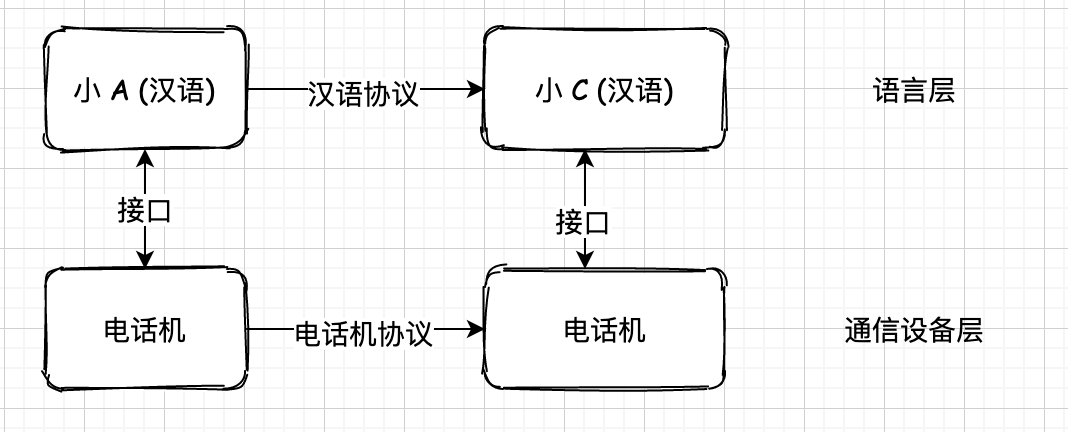 小 A (汉语)
汉语协议
小 C (汉语)
语言层
接口
接口
电话机
电话机协议
电话机
通信设备层